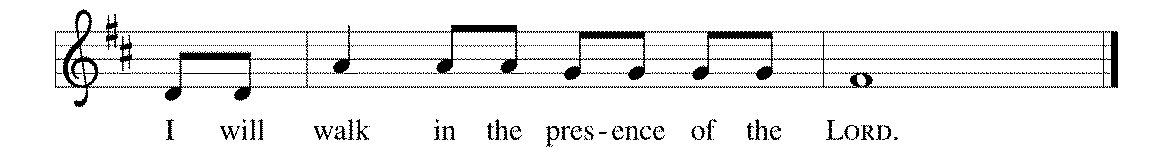 I will walk in the pres-ence of the LORD.